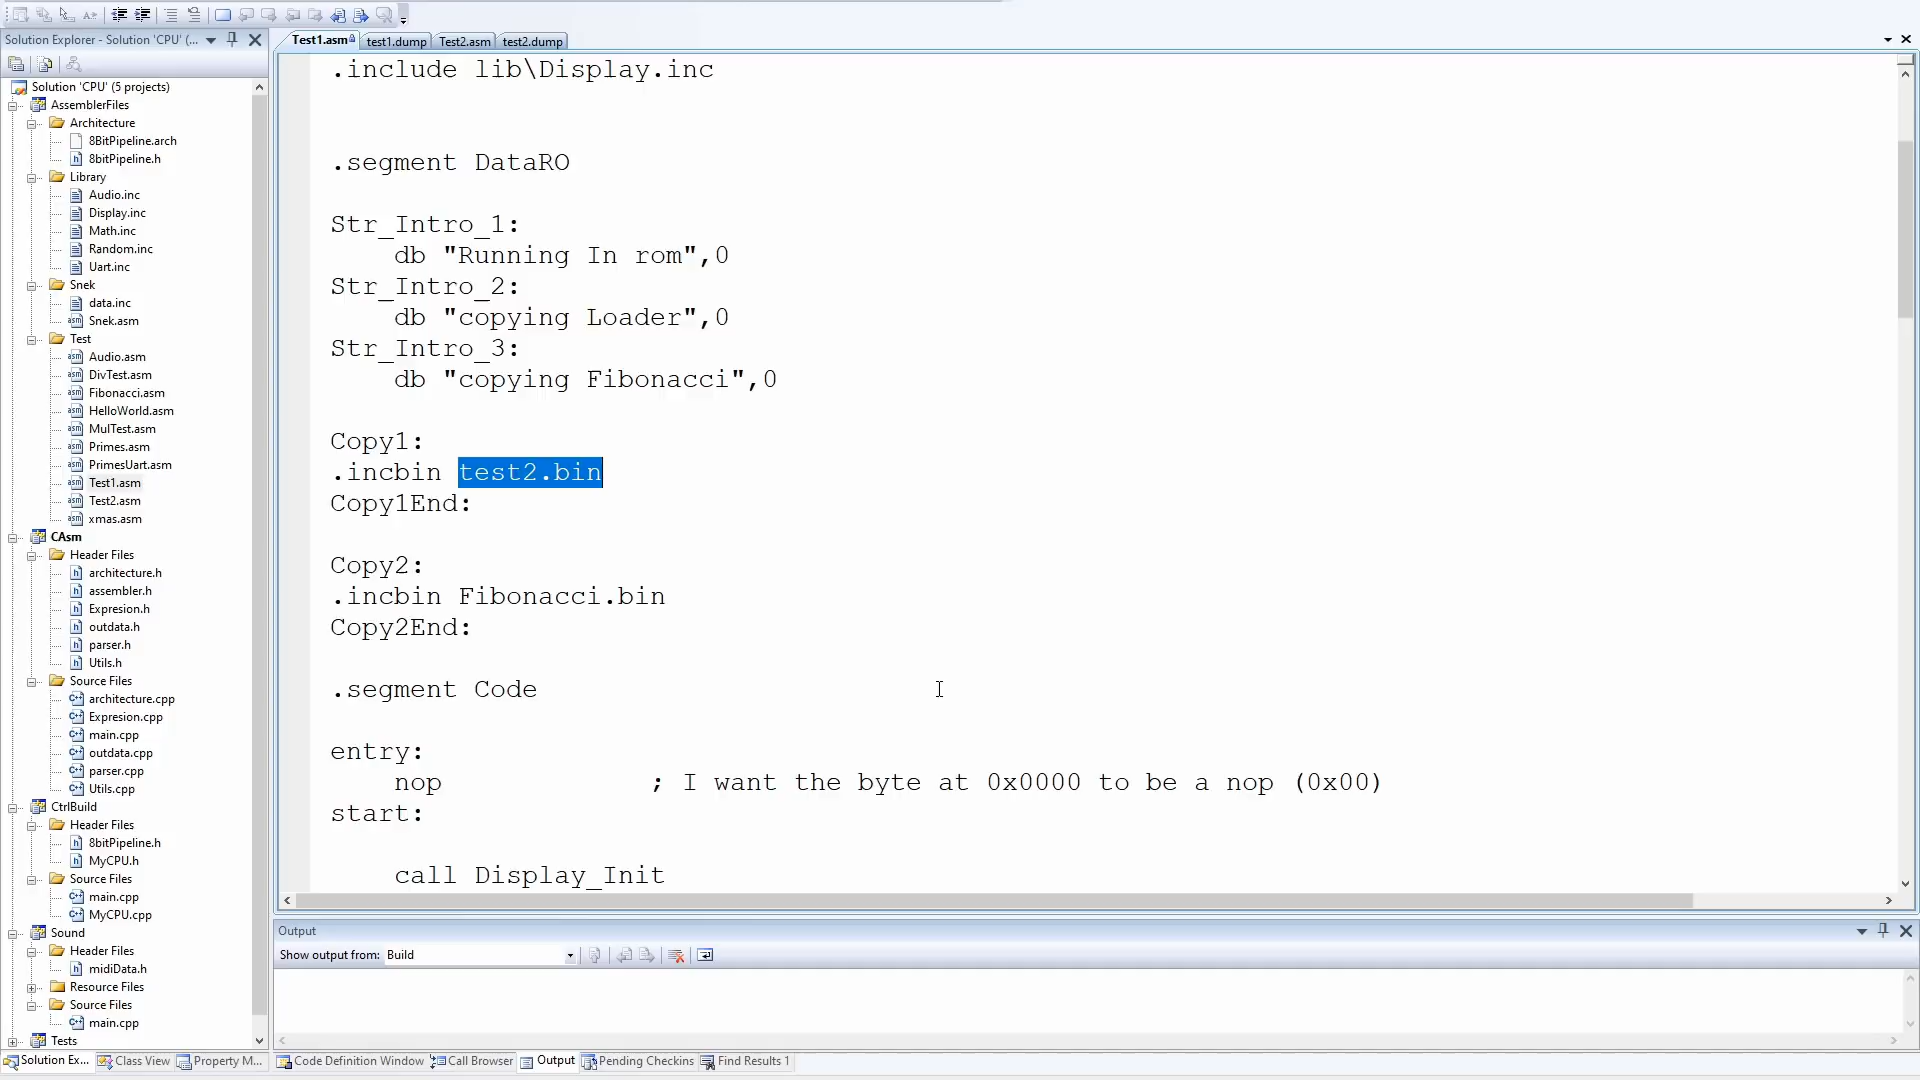 Solution Explorer - Solution 'CPU' (...
Solution 'CPU' (5 projects)
AssemblerFiles
Architecture
8BitPipeline.arch
8bitPipeline.h
Library
Audio.inc
Display.inc
Math.inc
Random.inc
Uart.inc
Snek
data.inc
Snek.asm
Test
Audio.asm
DivTest.asm
Fibonacci.asm
HelloWorld.asm
MulTest.asm
Primes.asm
PrimesUart.asm
Test1.asm
Test2.asm
xmas.asm
CAsm
Header Files
architecture.h
assembler.h
Expresion.h
outdata.h
parser.h
Utils.h
Source Files
architecture.cpp
Expresion.cpp
main.cpp
outdata.cpp
parser.cpp
Utils.cpp
CtrlBuild
Header Files
8bitPipeline.h
MyCPU.h
Source Files
main.cpp
MyCPU.cpp
Sound
Header Files
midiData.h
Resource Files
Source Files
main.cpp
Tests
Solution Ex... Class View Property M...
Test1.asm test1.dump Test2.asm test2.dump
.include lib\Display.inc
.segment DataRO
Str_Intro_1:
db "Running In rom",0
Str_Intro_2:
db "copying Loader",0
Str_Intro_3:
db "copying Fibonacci",0
Copy1:
.incbin test2.bin
Copy1End:
Copy2:
.incbin Fibonacci.bin
Copy2End:
.segment Code
entry:
nop ; I want the byte at 0x0000 to be a nop (0x00)
start:
call Display_Init
Output
Show output from: Build
Code Definition Window Call Browser Output Pending Checkins Find Results 1